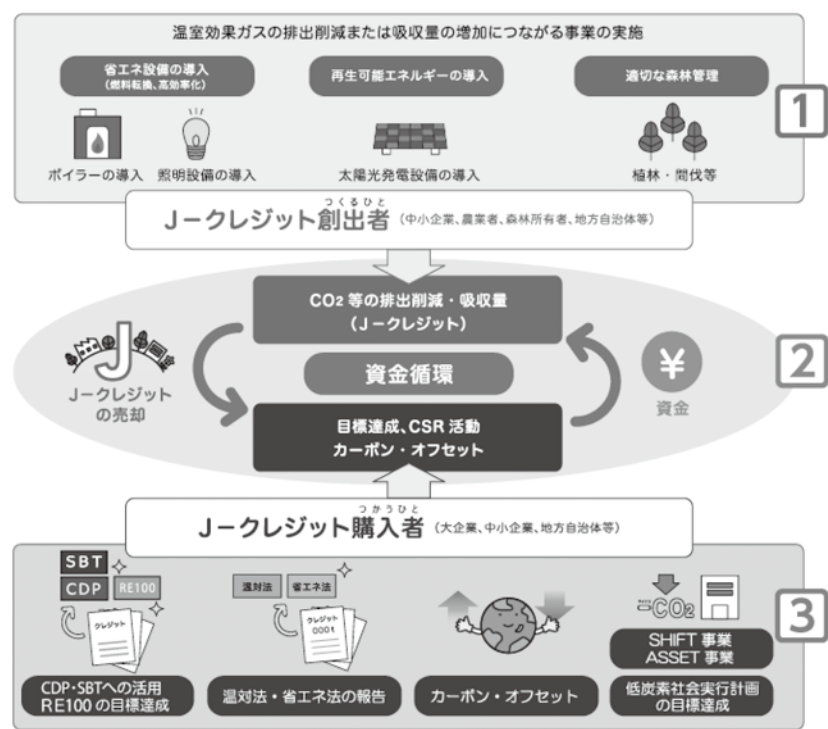 温室効果ガスの排出削減または吸収量の増加につながる事業の実施
省エネ設備の導入
（燃料転換、高効率化）
再生可能エネルギーの導入
適切な森林管理
1
ボイラーの導入
照明設備の導入
太陽光発電設備の導入
植林・間伐等
つくるひと
Jークレジット創出者（中小企業、農業者、森林所有者、地方自治体等）
CO2 等の排出削減・吸収量
（Jークレジット）
J
Jークレジット
の売却
資金循環
¥
資金
2
目標達成、CSR 活動
カーボン・オフセット
つかうひと
Jークレジット購入者（大企業、中小企業、地方自治体等）
SBT
CDP
RE100
クレジット
CDP・SBTへの活用
RE100 の目標達成
温対法
省エネ法
クレジット
000t
温対法・省エネ法の報告
カーボン・オフセット
CO2
SHIFT 事業
ASSET 事業
低炭素社会実行計画
の目標達成
3